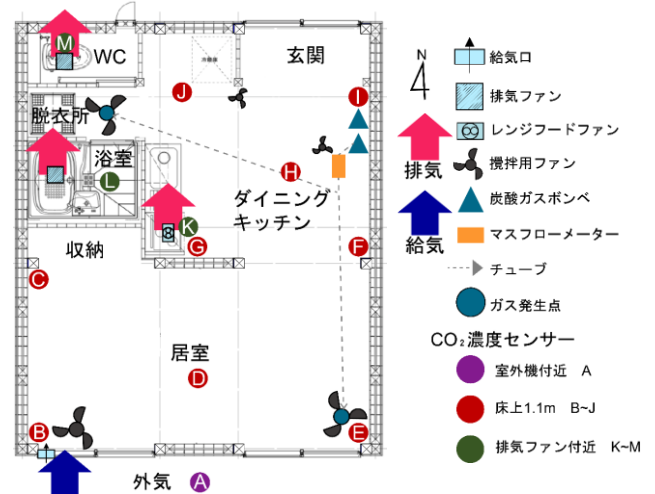 M
WC
冷蔵庫
玄関
J
I
脱衣所
浴室
L
H
ダイニング
キッチン
K
G
F
収納
C
居室
D
B
E
外気
A
N
排気
給気
給気口
排気ファン
レンジフードファン
攪拌用ファン
炭酸ガスボンベ
マスフローメーター
チューブ
ガス発生点
CO₂濃度センサー
室外機付近 A
床上1.1m B~J
排気ファン付近 K~M